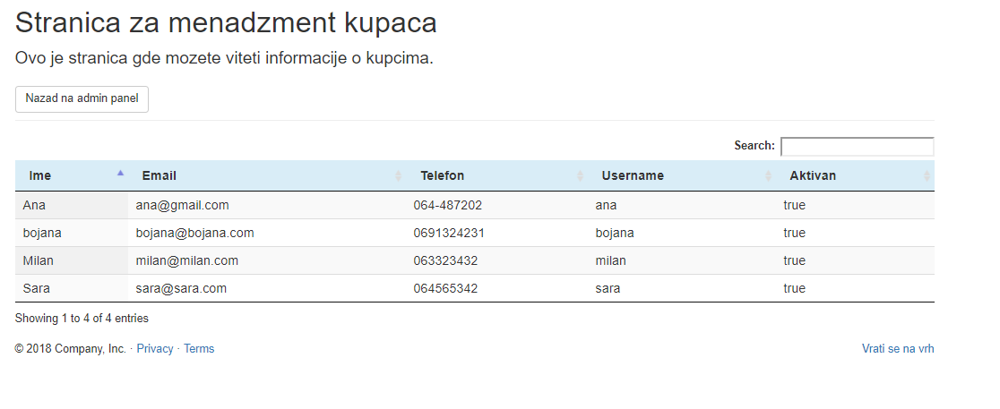 Stranica za menadzment kupaca
Ovo je stranica gde mozete viteti informacije o kupcima.
Nazad na admin panel
Search:
Ime Email Telefon Username Aktivan
Ana ana@gmail.com 064-487202 ana true
bojana bojana@bojana.com 0691324231 bojana true
Milan milan@milan.com 063323432 milan true
Sara sara@sara.com 064565342 sara true
Showing 1 to 4 of 4 entries
© 2018 Company, Inc. · Privacy · Terms Vrati se na vrh